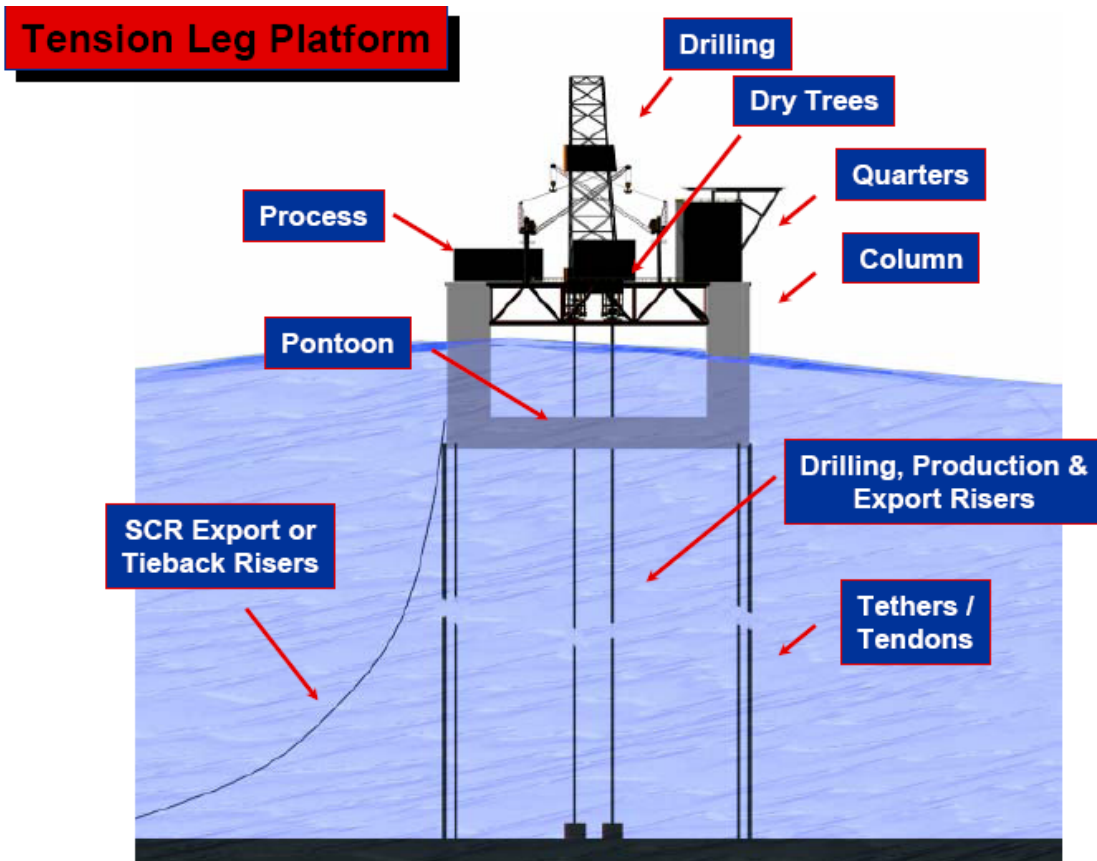 Tension Leg Platform
Drilling
Dry Trees
Quarters
Process
Column
Pontoon
Drilling, Production &
Export Risers
SCR Export or
Tieback Risers
Tethers /
Tendons